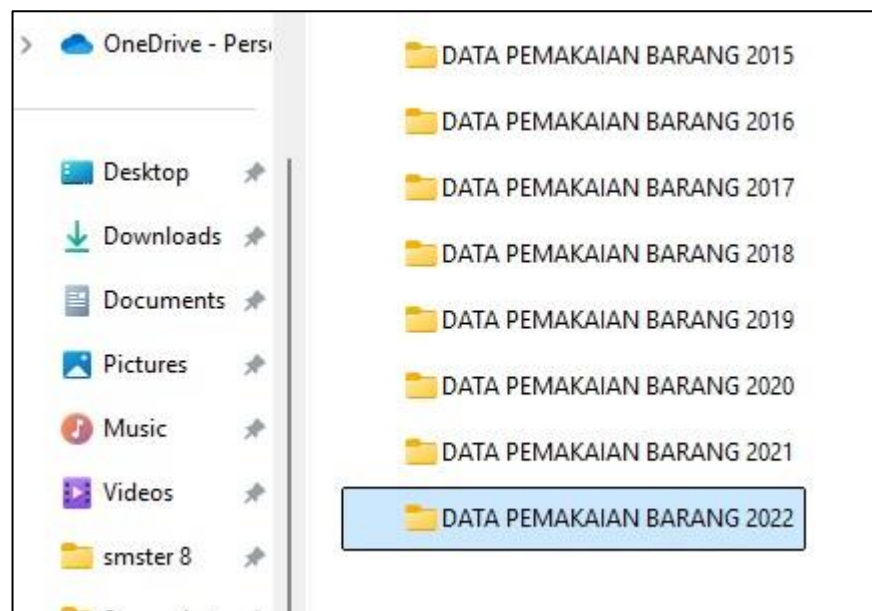 OneDrive - Pers
Desktop
Downloads
Documents
Pictures
Music
Videos
smster 8
DATA PEMAKAIAN BARANG 2015
DATA PEMAKAIAN BARANG 2016
DATA PEMAKAIAN BARANG 2017
DATA PEMAKAIAN BARANG 2018
DATA PEMAKAIAN BARANG 2019
DATA PEMAKAIAN BARANG 2020
DATA PEMAKAIAN BARANG 2021
DATA PEMAKAIAN BARANG 2022